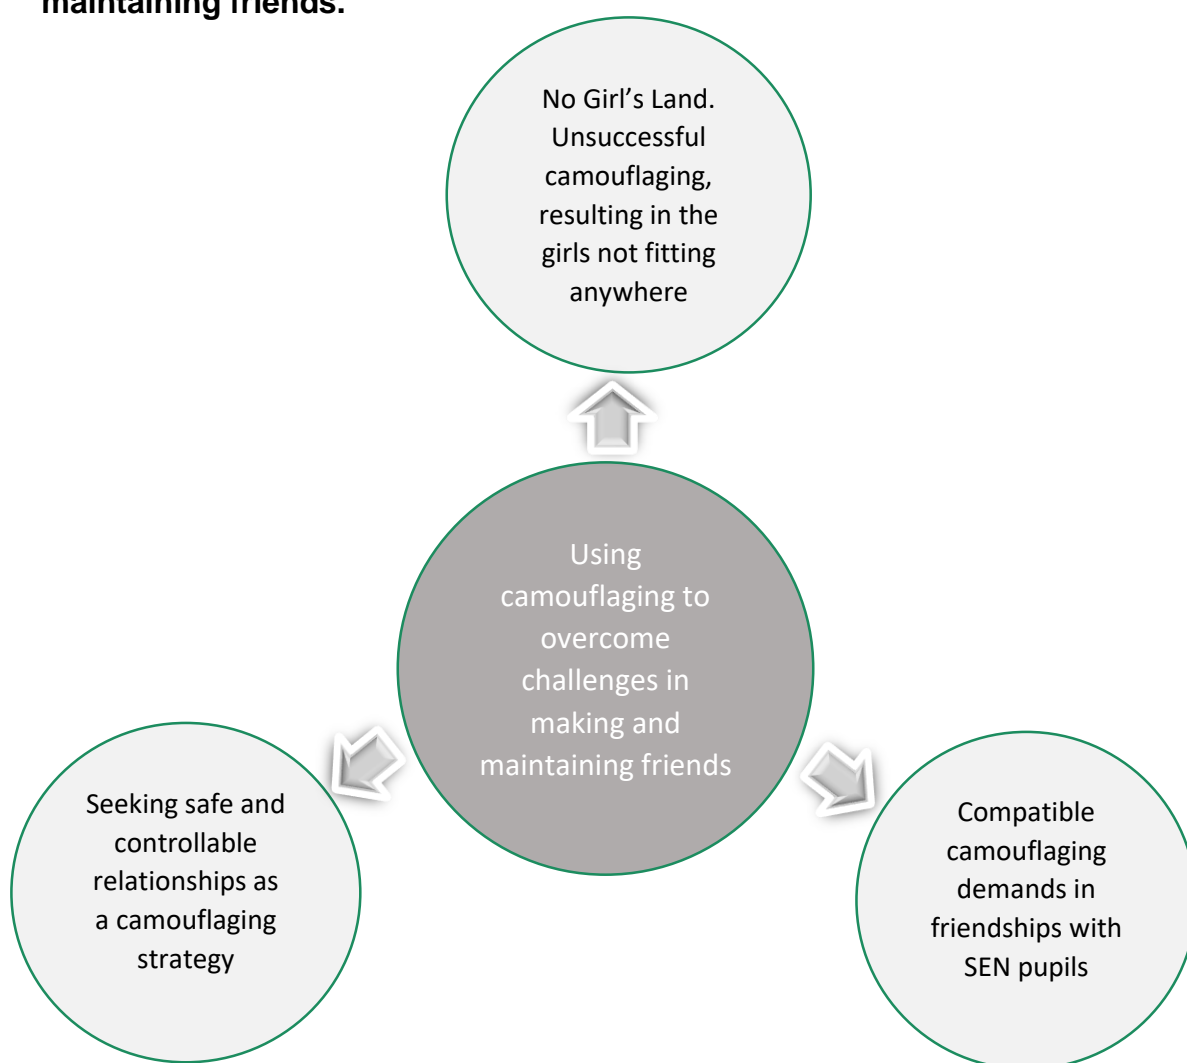 maintaining friends.
No Girl’s Land.
Unsuccessful
camouflaging,
resulting in the
girls not fitting
anywhere
Using
camouflaging to
overcome
challenges in
making and
maintaining friends
Seeking safe and
controllable
relationships as
a camouflaging
strategy
Compatible
camouflaging
demands in
friendships with
SEN pupils